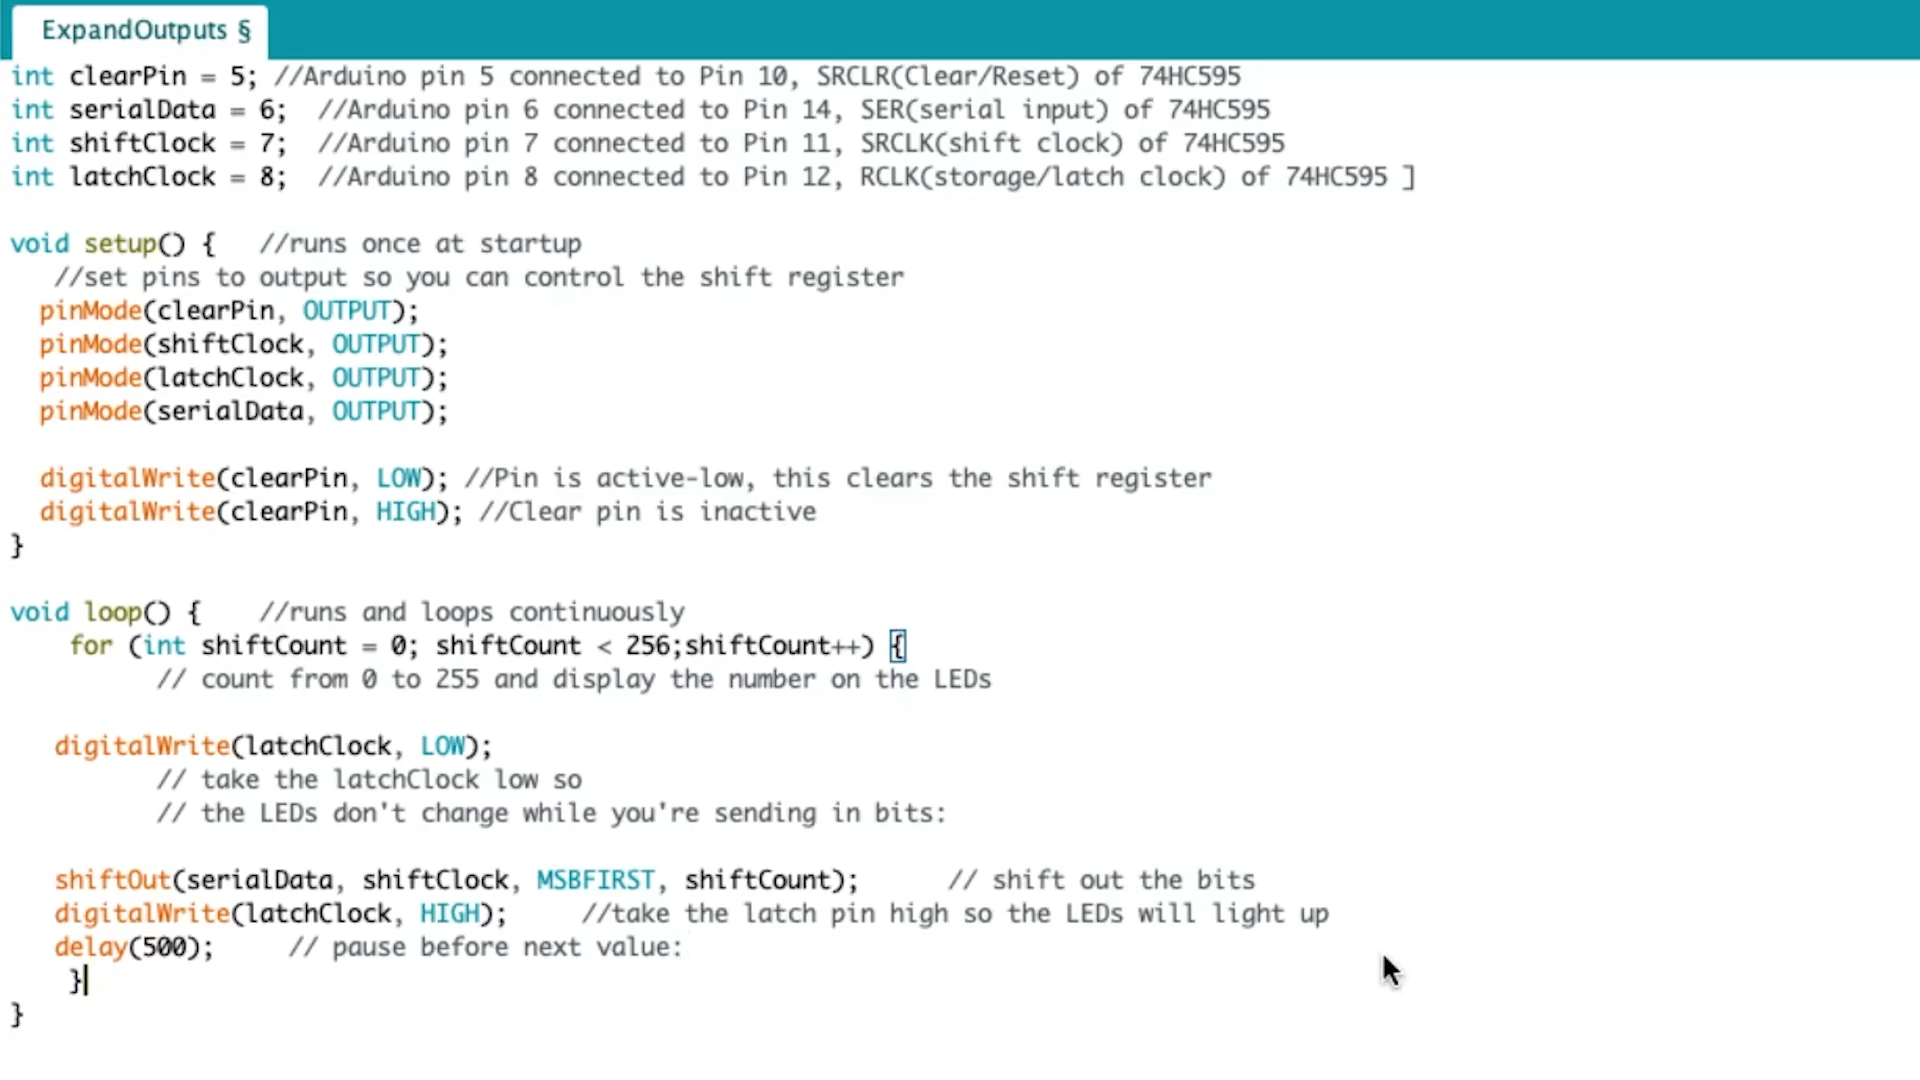 ExpandOutputs §
int clearPin = 5; //Arduino pin 5 connected to Pin 10, SRCLR(Clear/Reset) of 74HC595
int serialData = 6;  //Arduino pin 6 connected to Pin 14, SER(serial input) of 74HC595
int shiftClock = 7;  //Arduino pin 7 connected to Pin 11, SRCLK(shift clock) of 74HC595
int latchClock = 8;  //Arduino pin 8 connected to Pin 12, RCLK(storage/latch clock) of 74HC595 ]
void setup() {   //runs once at startup
   //set pins to output so you can control the shift register
  pinMode(clearPin, OUTPUT);
  pinMode(shiftClock, OUTPUT);
  pinMode(latchClock, OUTPUT);
  pinMode(serialData, OUTPUT);
  digitalWrite(clearPin, LOW); //Pin is active-low, this clears the shift register
  digitalWrite(clearPin, HIGH); //Clear pin is inactive
}
void loop() {    //runs and loops continuously
    for (int shiftCount = 0; shiftCount < 256;shiftCount++) {
          // count from 0 to 255 and display the number on the LEDs
   digitalWrite(latchClock, LOW);
          // take the latchClock low so
          // the LEDs don't change while you're sending in bits:
   shiftOut(serialData, shiftClock, MSBFIRST, shiftCount);      // shift out the bits
   digitalWrite(latchClock, HIGH);     //take the latch pin high so the LEDs will light up
   delay(500);     // pause before next value:
    }
}